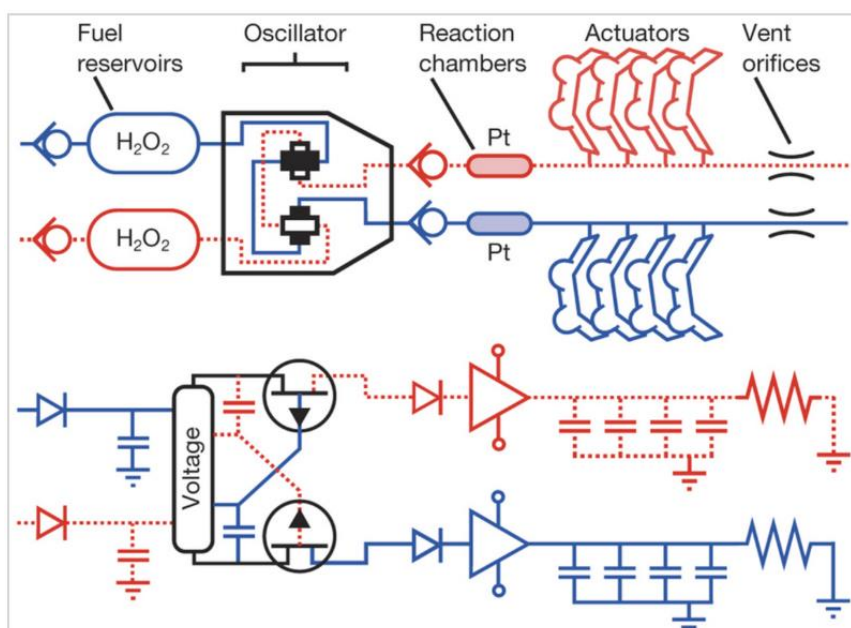 Fuel
reservoirs
Oscillator
Reaction
chambers
Actuators
Vent
orifices
H₂O₂
Pt
H₂O₂
Pt
Voltage